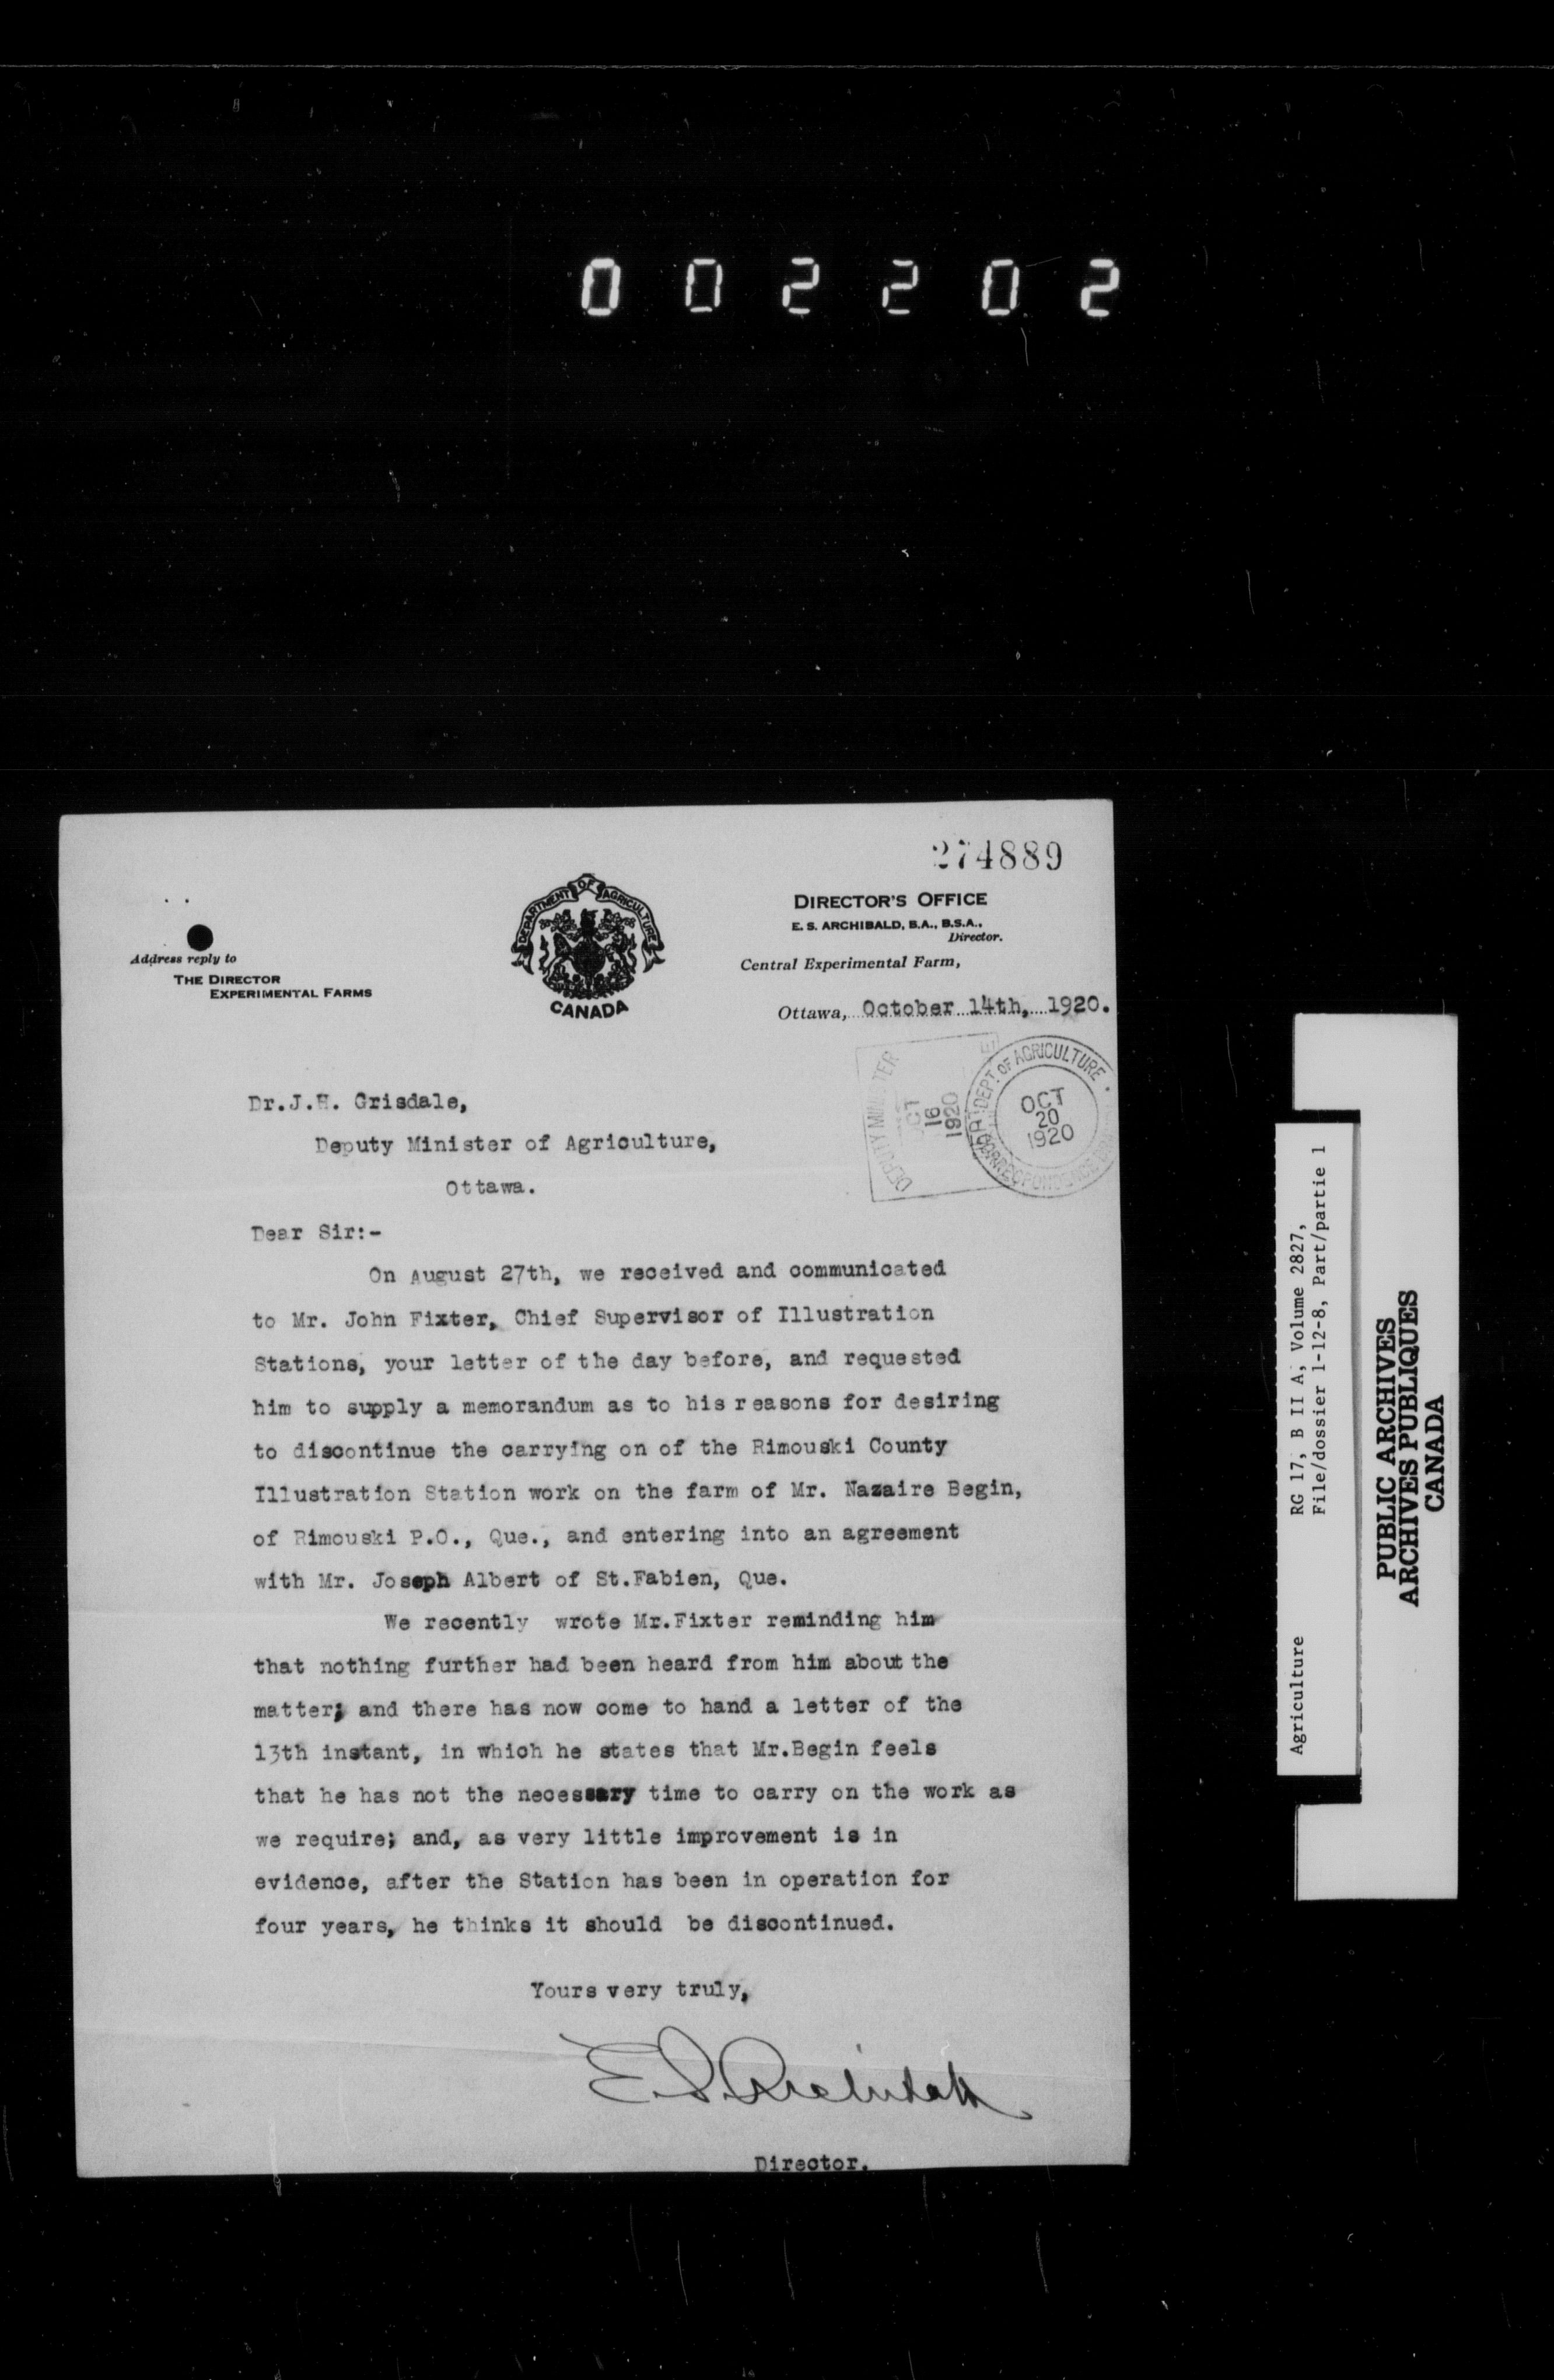 002202
274889
DEPARTMENT OF AGRICULTURE
CANADA
DIRECTOR'S OFFICE
E. S. ARCHIBALD, B.A., B.S.A.,
Director.
Central Experimental Farm,
Address reply to
THE DIRECTOR
EXPERIMENTAL FARMS
Ottawa, October 14th, 1920.
DEPUTY
16
1920
DEPT. OF AGRICULTURE
OCT
20
1920
CORRESPONDENCE
Dr.J.H. Grisdale,
Deputy Minister of Agriculture,
Ottawa.
Dear Sir:-
On August 27th, we received and communicated
to Mr. John Fixter, Chief Supervisor of Illustration
Stations, your letter of the day before, and requested
him to supply a memorandum as to his reasons for desiring
to discontinue the carrying on of the Rimouski County
Illustration Station work on the farm of Mr. Nazaire Begin,
of Rimouski P.O., Que., and entering into an agreement
with Mr. Joseph Albert of St.Fabien, Que.
We recently wrote Mr.Fixter reminding him
that nothing further had been heard from him about the
matter; and there has now come to hand a letter of the
13th instant, in which he states that Mr.Begin feels
that he has not the necessary time to carry on the work as
we require; and, as very little improvement is in
evidence, after the Station has been in operation for
four years, he thinks it should be discontinued.
Yours very truly,
E.S. Archibald
Director.
Agriculture RG 17, B II A, Volume 2827,
File/dossier 1-12-8, Part/partie 1
PUBLIC ARCHIVES
ARCHIVES PUBLIQUES
CANADA